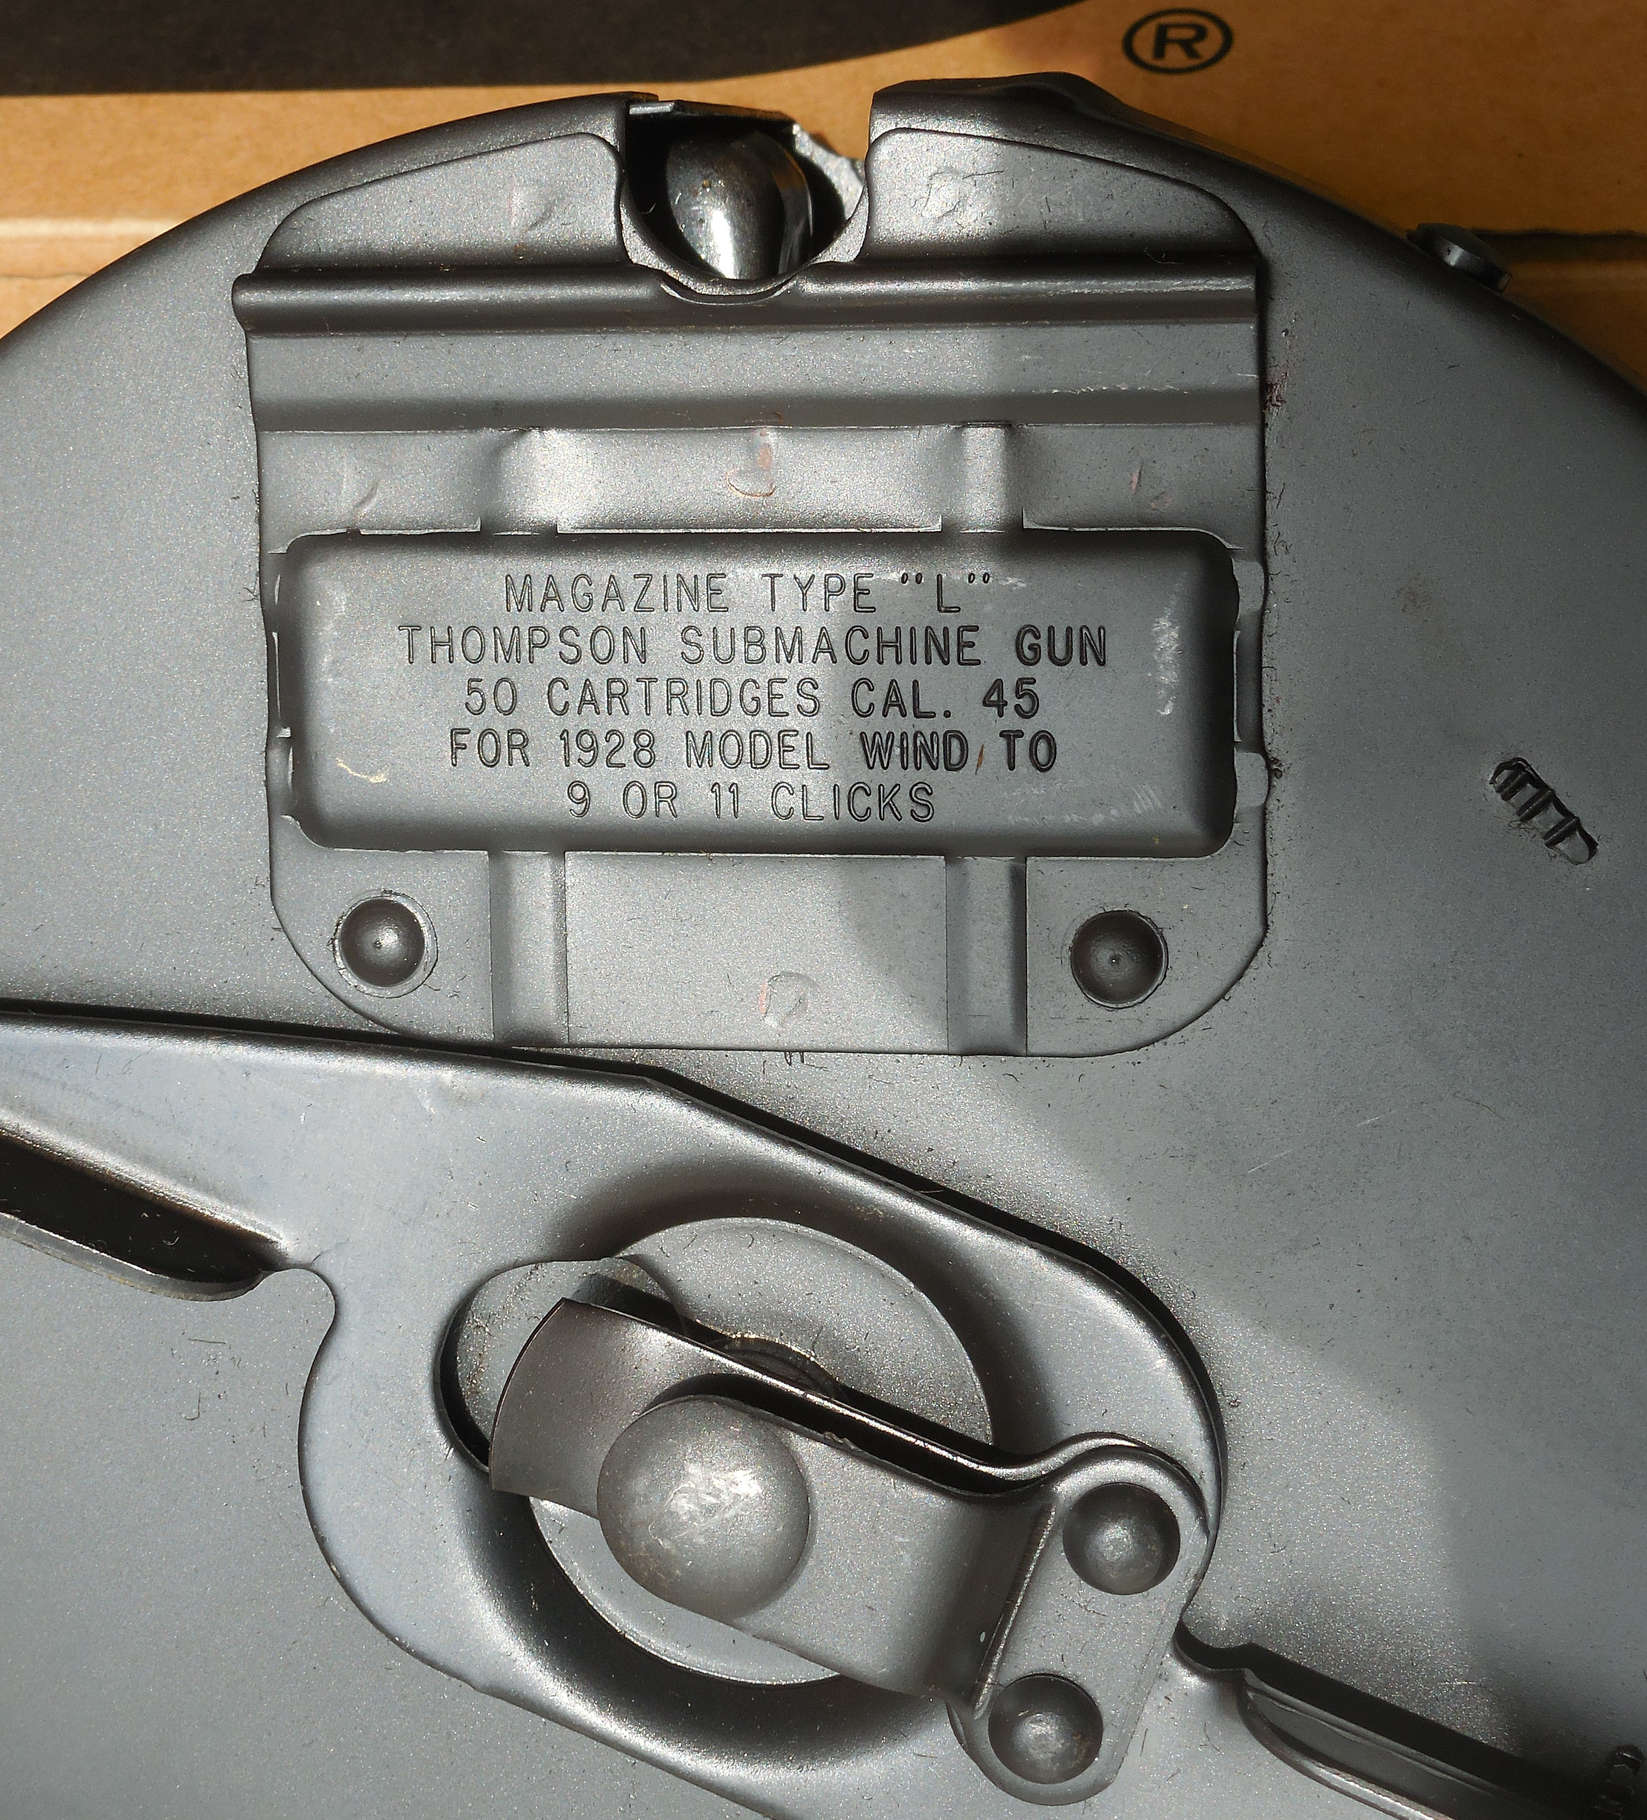 ®
MAGAZINE TYPE "L"
THOMPSON SUBMACHINE GUN
50 CARTRIDGES CAL. 45
FOR 1928 MODEL WIND TO
9 OR 11 CLICKS